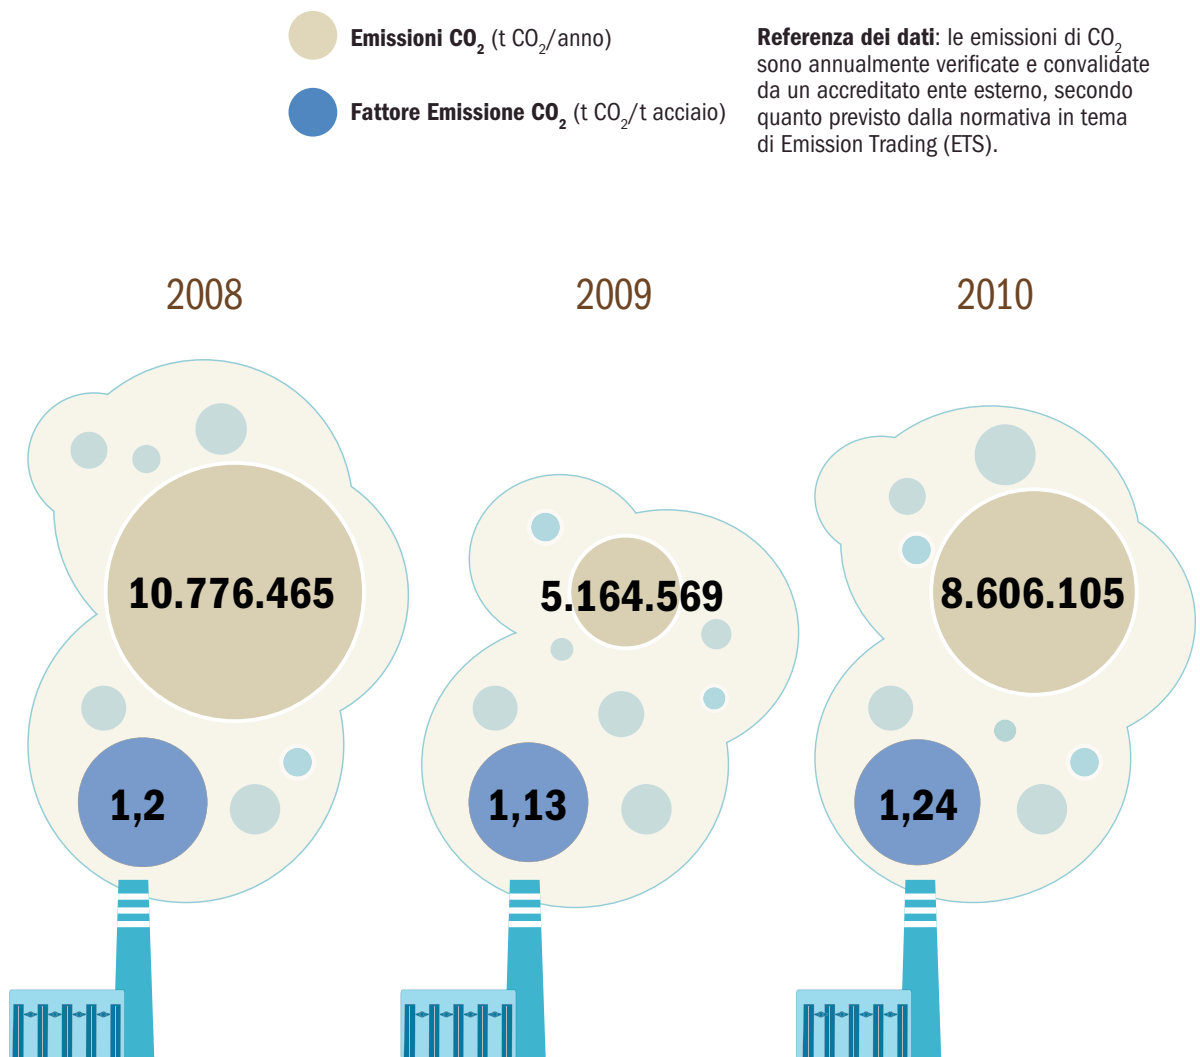 Emissioni CO₂ (t CO₂/anno)
Fattore Emissione CO₂ (t CO₂/t acciaio)
Referenza dei dati: le emissioni di CO₂
sono annualmente verificate e convalidate
da un accreditato ente esterno, secondo
quanto previsto dalla normativa in tema
di Emission Trading (ETS).
2008
2009
2010
10.776.465
5.164.569
8.606.105
1,2
1,13
1,24